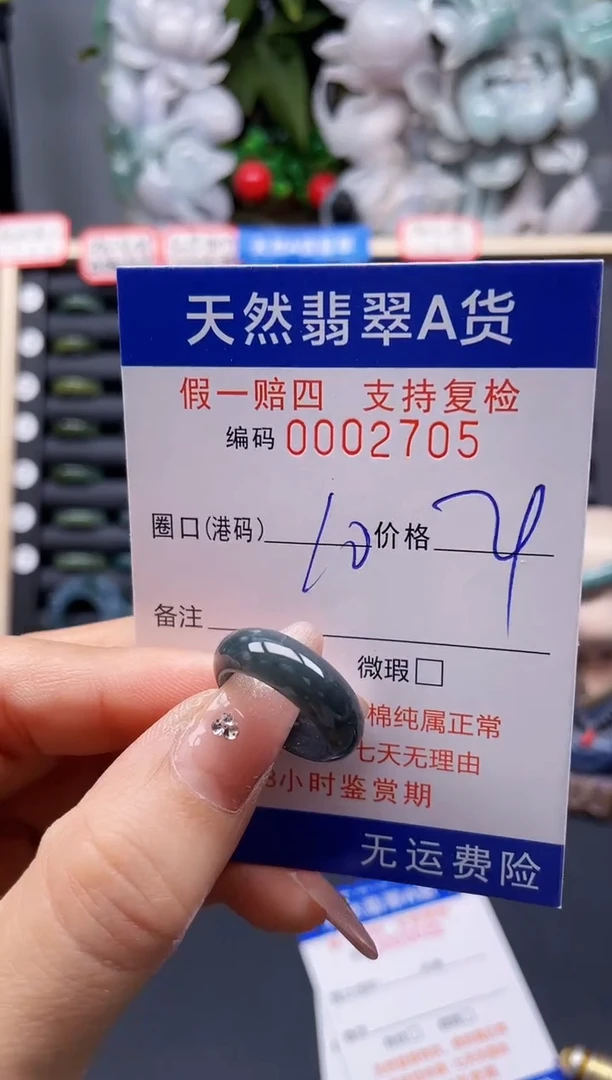 天然翡翠A货
假一赔四 支持复检
编码 0002705
圈口(港码) 10 价格
备注
微瑕□
棉纯属正常
七天无理由
8小时鉴赏期
无运费险